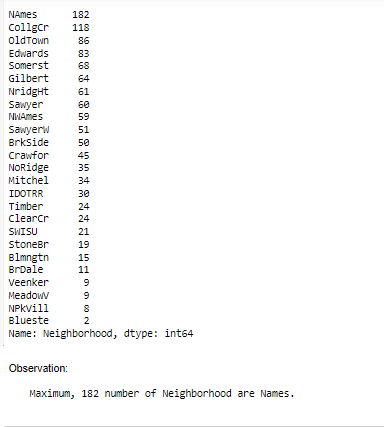 NAmes 182
CollgCr 118
OldTown 86
Edwards 83
Somerst 68
Gilbert 64
NridgHt 61
Sawyer 60
NWAmes 59
SawyerW 51
BrkSide 50
Crawfor 45
NoRidge 35
Mitchel 34
IDOTRR 30
Timber 24
ClearCr 24
SWISU 21
StoneBr 19
Blmngtn 15
BrDale 11
Veenker 9
MeadowV 9
NPkVill 8
Blueste 2
Name: Neighborhood, dtype: int64
Observation:
Maximum, 182 number of Neighborhood are Names.